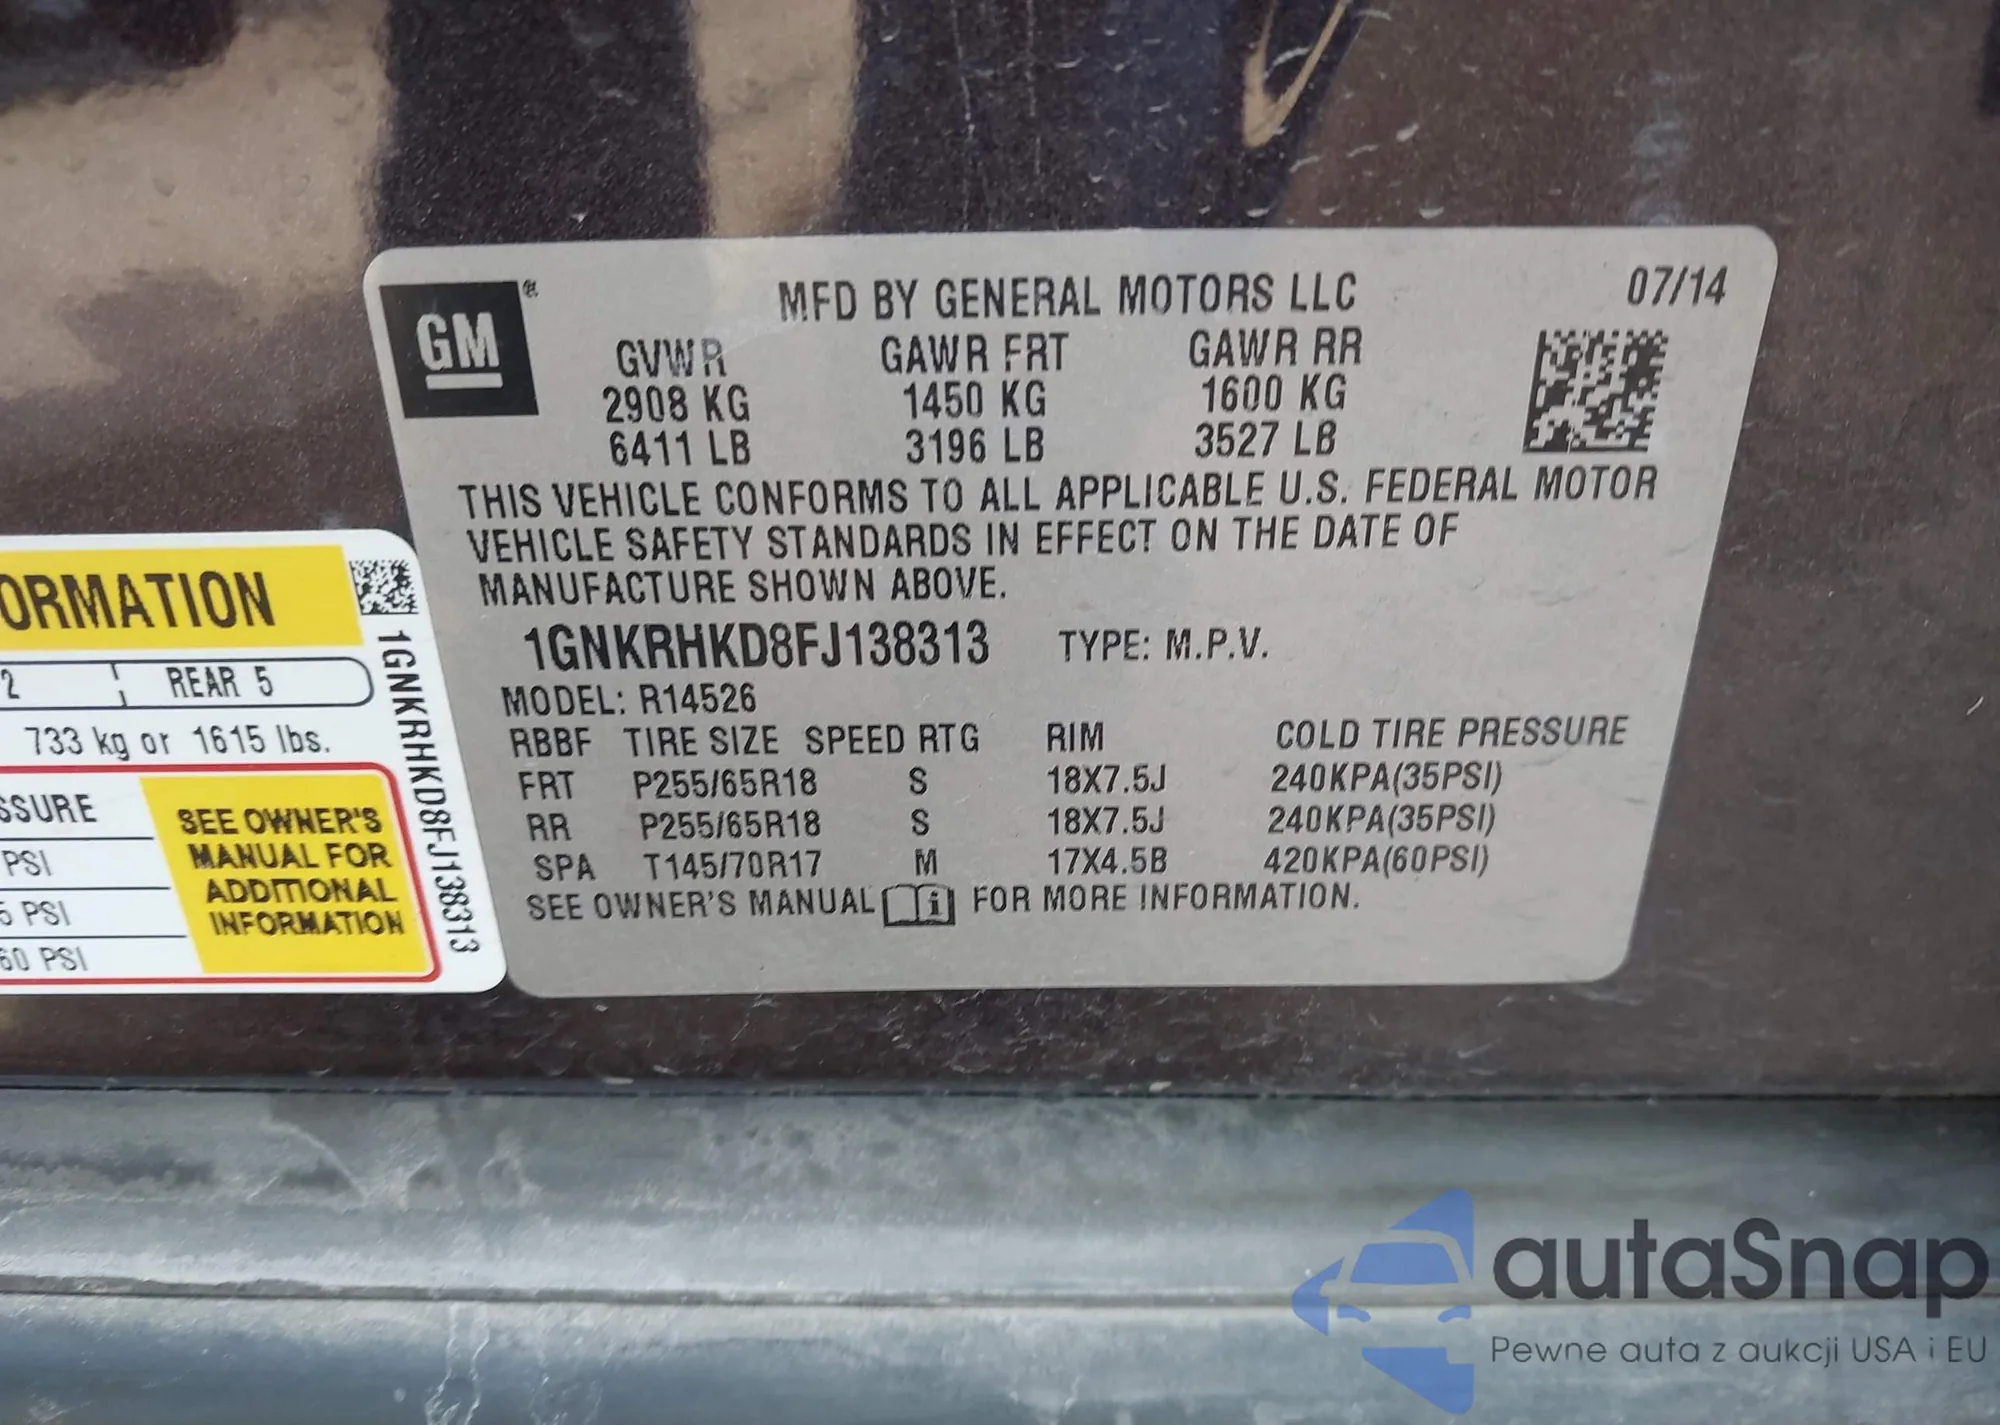 GM
MFD BY GENERAL MOTORS LLC 07/14
GVWR GAWR FRT GAWR RR
2908 KG 1450 KG 1600 KG
6411 LB 3196 LB 3527 LB
THIS VEHICLE CONFORMS TO ALL APPLICABLE U.S. FEDERAL MOTOR
VEHICLE SAFETY STANDARDS IN EFFECT ON THE DATE OF
MANUFACTURE SHOWN ABOVE.
1GNKRHKD8FJ138313 TYPE: M.P.V.
MODEL: R14526
RBBF TIRE SIZE SPEED RTG RIM COLD TIRE PRESSURE
FRT P255/65R18 S 18X7.5J 240KPA(35PSI)
RR P255/65R18 S 18X7.5J 240KPA(35PSI)
SPA T145/70R17 M 17X4.5B 420KPA(60PSI)
SEE OWNER'S MANUAL i FOR MORE INFORMATION.
ORMATION
2 REAR 5
733 kg or 1615 lbs.
SSURE
PSI
5 PSI
60 PSI
SEE OWNER'S
MANUAL FOR
ADDITIONAL
INFORMATION
1GNKRHKD8FJ138313
autaSnap
Pewne auta z aukcji USA i EU